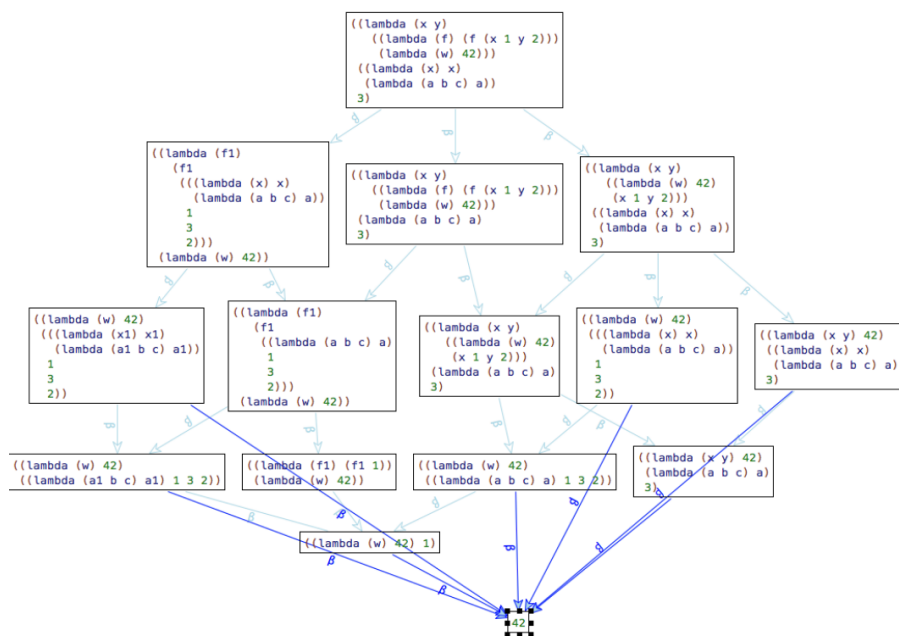 ((lambda (x y)
((lambda (f) (f (x 1 y 2)))
(lambda (w) 42)))
((lambda (x) x)
(lambda (a b c) a))
3)
β
β
β
((lambda (f1)
(f1
(((lambda (x) x)
(lambda (a b c) a))
1
3
2)))
(lambda (w) 42))
((lambda (x y)
((lambda (f) (f (x 1 y 2)))
(lambda (w) 42)))
(lambda (a b c) a)
3)
((lambda (x y)
((lambda (w) 42)
(x 1 y 2)))
((lambda (x) x)
(lambda (a b c) a))
3)
β
β
β
β
β
β
β
((lambda (w) 42)
(((lambda (x1) x1)
(lambda (a1 b c) a1))
1
3
2))
((lambda (f1)
(f1
((lambda (a b c) a)
1
3
2)))
(lambda (w) 42))
((lambda (x y)
((lambda (w) 42)
(x 1 y 2)))
(lambda (a b c) a)
3)
((lambda (w) 42)
(((lambda (x) x)
(lambda (a b c) a))
1
3
2))
((lambda (x y) 42)
((lambda (x) x)
(lambda (a b c) a))
3)
β
β
β
β
β
β
β
((lambda (w) 42)
((lambda (a1 b c) a1) 1 3 2))
((lambda (f1) (f1 1))
(lambda (w) 42))
((lambda (w) 42)
((lambda (a b c) a) 1 3 2))
((lambda (x y) 42)
(lambda (a b c) a)
3)
β
β
β
β
β
β
β
((lambda (w) 42) 1)
β
42